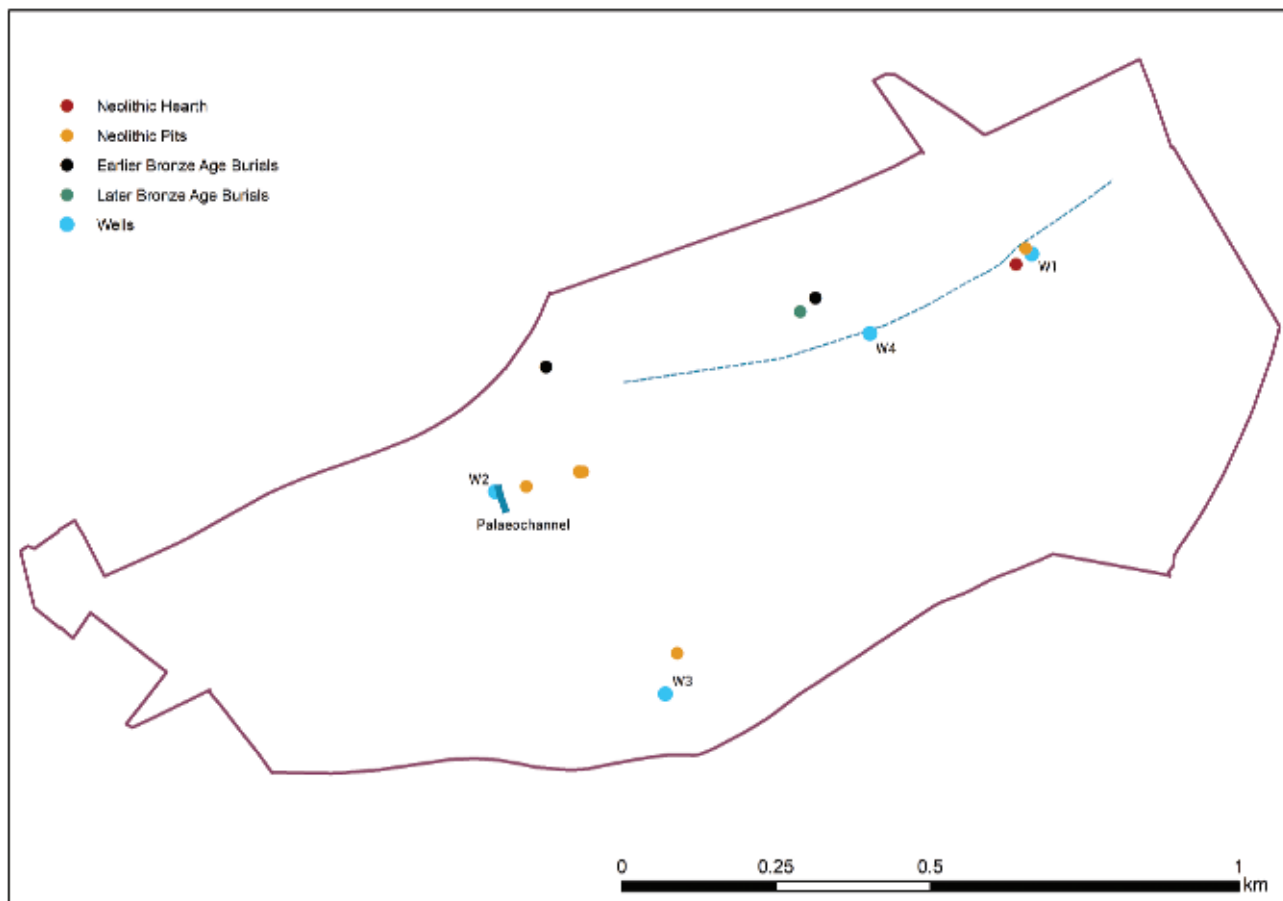 Neolithic Hearth
Neolithic Pits
Earlier Bronze Age Burials
Later Bronze Age Burials
Wells
W1
W4
W2
Palaeochannel
W3
0 0.25 0.5 1
km